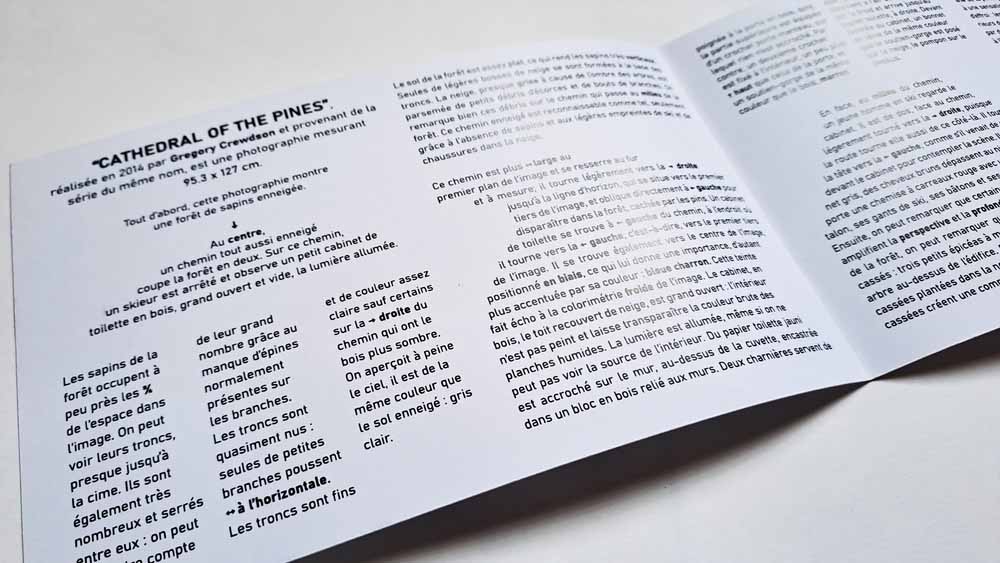 "CATHEDRAL OF THE PINES",
réalisée en 2014 par Gregory Crewdson et provenant de la
série du même nom, est une photographie mesurant
95.3 x 127 cm.
Tout d'abord, cette photographie montre
une forêt de sapins enneigée.
↓
Au centre,
un chemin tout aussi enneigé
coupe la forêt en deux. Sur ce chemin,
un skieur est arrêté et observe un petit cabinet de
toilette en bois, grand ouvert et vide, la lumière allumée.
Les sapins de la
forêt occupent à
peu près les
de l'espace dans
l'image. On peut
voir leurs troncs,
presque jusqu'à
la cime. Ils sont
également très
nombreux et serrés
entre eux : on peut
compte
de leur grand
nombre grâce au
manque d'épines
normalement
présentes sur
les branches.
Les troncs sont
quasiment nus :
seules de petites
branches poussent
↔ à l'horizontale.
Les troncs sont fins
et de couleur assez
claire sauf certains
sur la → droite du
chemin qui ont le
bois plus sombre.
On aperçoit à peine
le ciel, il est de la
même couleur que
le sol enneigé : gris
clair.
Le sol de la forêt est assez plat, ce qui rend les sapins très verticaux.
Seules de légères bosses de neige se sont formées à la base des
troncs. La neige, presque grise à cause de l'ombre des arbres, est
parsemée de petits débris d'écorces et de bouts de branches. On
remarque bien ces débris sur le chemin qui passe au milieu de la
forêt. Ce chemin enneigé est reconnaissable comme tel, seulement
grâce à l'absence de sapins et aux légères empreintes de ski et de
chaussures dans la neige.
Ce chemin est plus ↔ large au
premier plan de l'image et se resserre au fur
et à mesure; il tourne légèrement vers la → droite
jusqu'à la ligne d'horizon, qui se situe vers le premier
tiers de l'image, et oblique directement à ← gauche pour
disparaître dans la forêt, cachée par les pins. Un cabinet
de toilette se trouve à ← gauche du chemin, à l'endroit où
il tourne vers la ← gauche, c'est-à-dire, vers le premier tiers
de l'image. Il se trouve également vers le centre de l'image,
positionné en biais, ce qui lui donne une importance, d'autant
plus accentuée par sa couleur : bleue charron. Cette teinte
fait écho à la colorimétrie froide de l'image. Le cabinet, en
bois, le toit recouvert de neige, est grand ouvert : l'intérieur
n'est pas peint et laisse transparaître la couleur brute des
planches humides. La lumière est allumée, même si on ne
peut pas voir la source de l'intérieur. Du papier toilette jauni
est accroché sur le mur, au-dessus de la cuvette, encastrée
dans un bloc en bois relié aux murs. Deux charnières servent de
En face, au milieu du chemin,
un jeune homme en ski regarde le
cabinet. Il est de dos, face au chemin,
légèrement tourné vers la → droite, puisque
la route tourne elle aussi de ce côté-là. Il tourne
la tête vers la ← gauche, comme s'il venait de
devant le cabinet pour contempler la scène. Il
net gris, des cheveux bruns dépassent au ni
porte une chemise à carreaux rouge avec
talon, ses gants de ski, ses bâtons et ses
Ensuite, on peut remarquer que certains
amplifient la perspective et la profon
de la forêt, on peut remarquer d
cassés : trois petits épicéas à m
arbre au-dessus de l'édifice.
cassées plantées dans la n
cassées créent une com